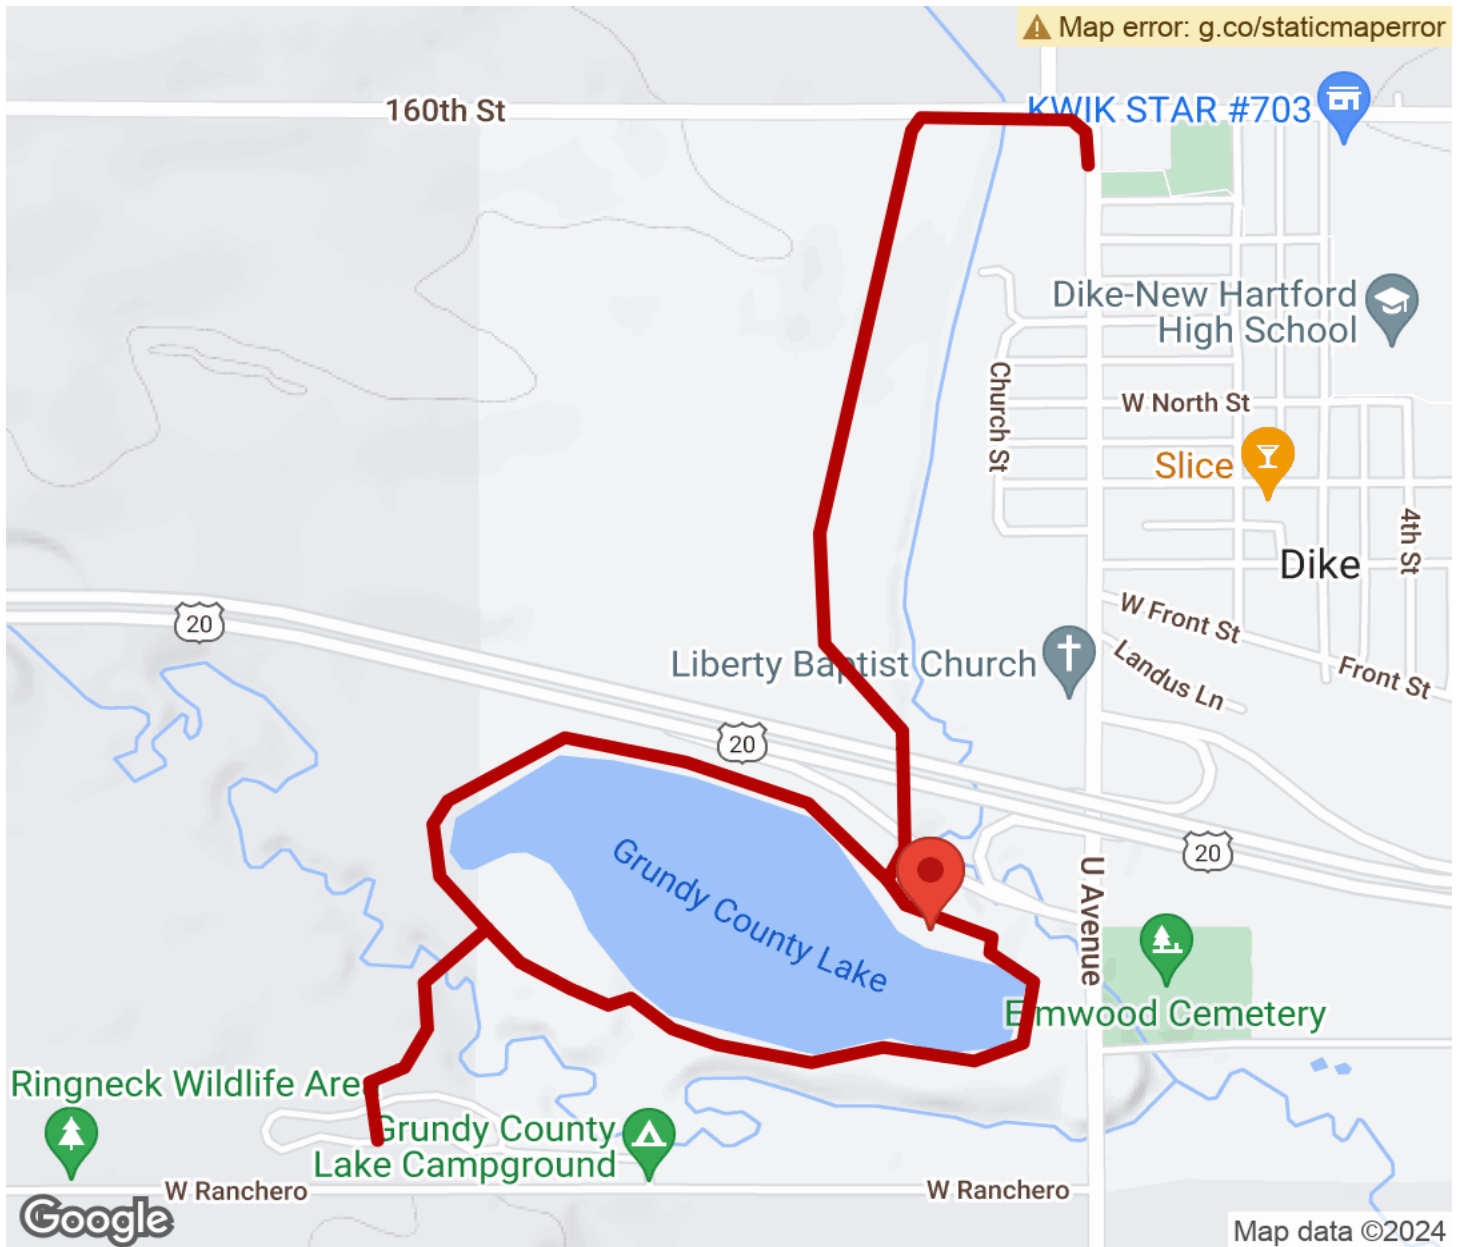 Map error: g.co/staticmaperror
160th St
KWIK STAR #703
Dike-New Hartford
High School
Church St
W North St
Slice
4th St
Dike
20
W Front St
Liberty Baptist Church
Landus Ln
Front St
20
20
Grundy County Lake
U Avenue
Elmwood Cemetery
Ringneck Wildlife Area
Grundy County
Lake Campground
W Ranchero
W Ranchero
Google
Map data ©2024